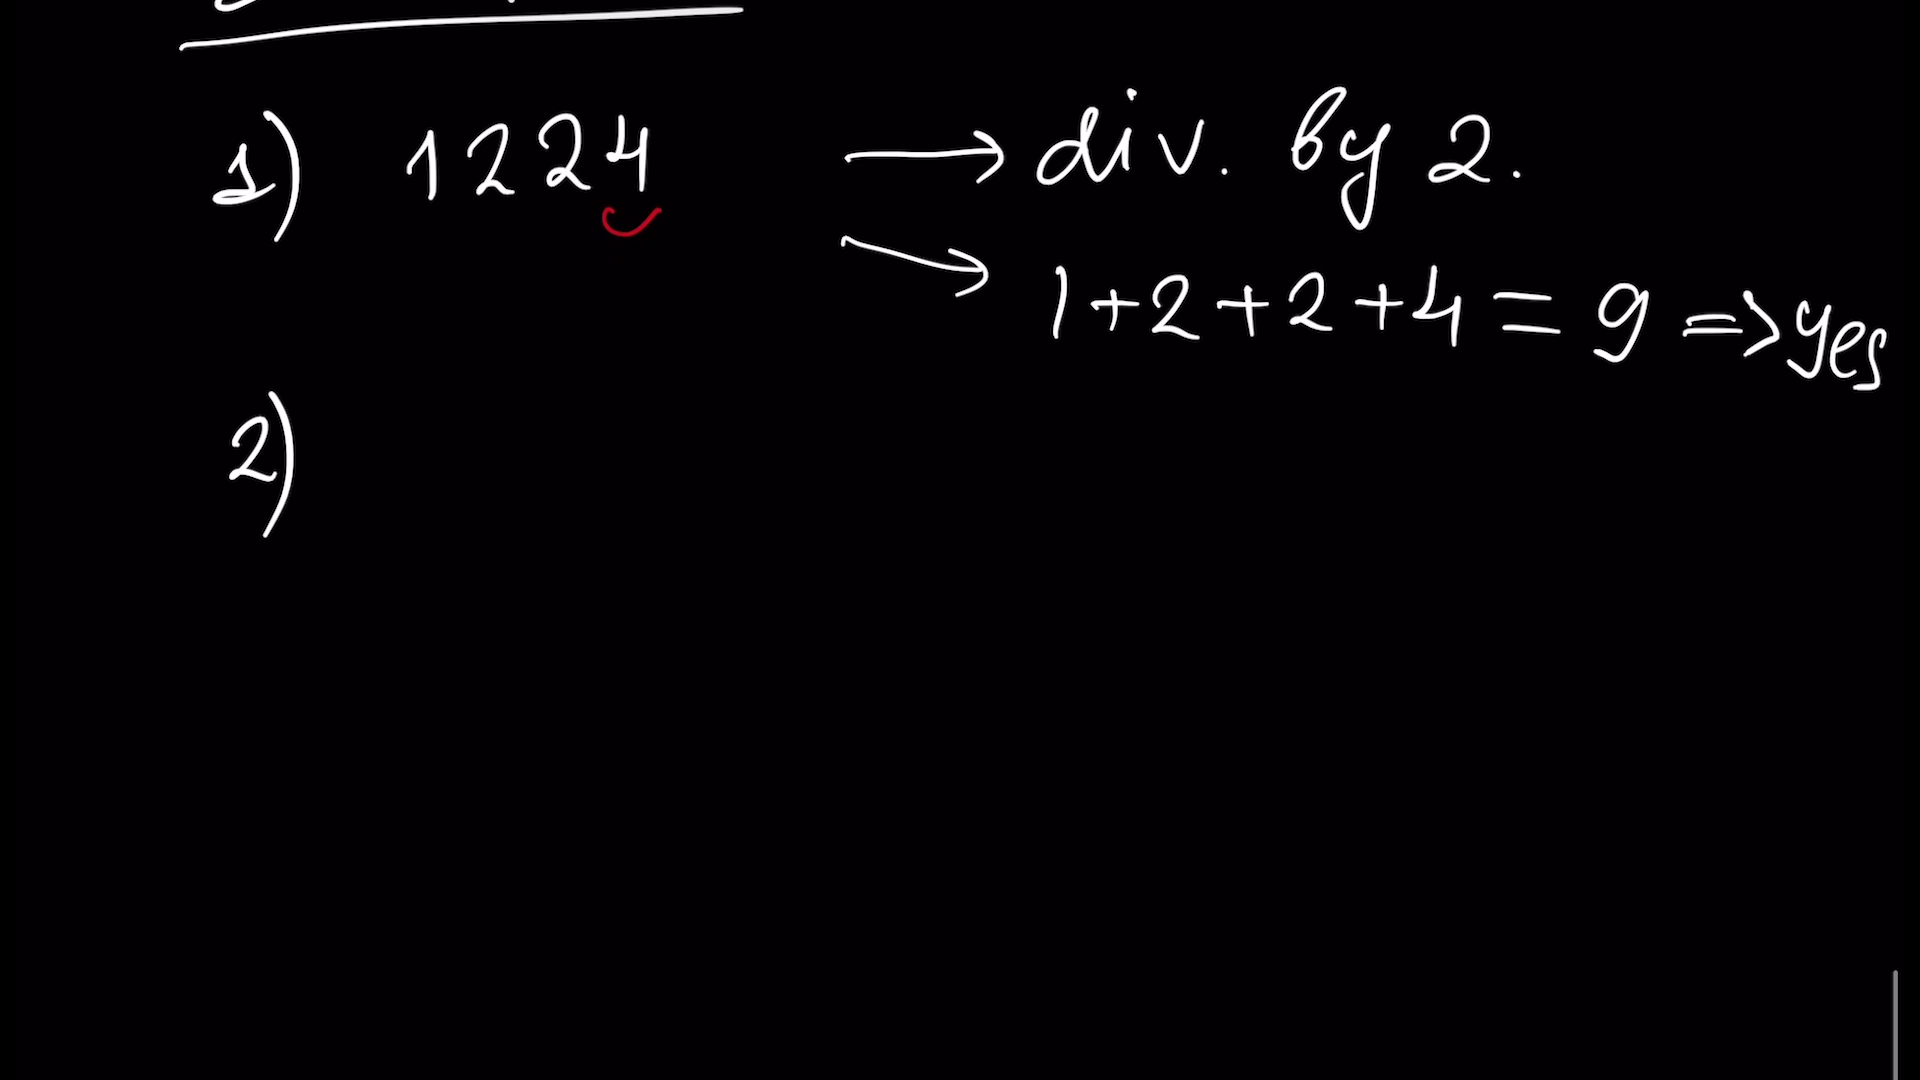 1) 1224 → div. by 2.
→ 1+2+2+4=9 => yes
2)